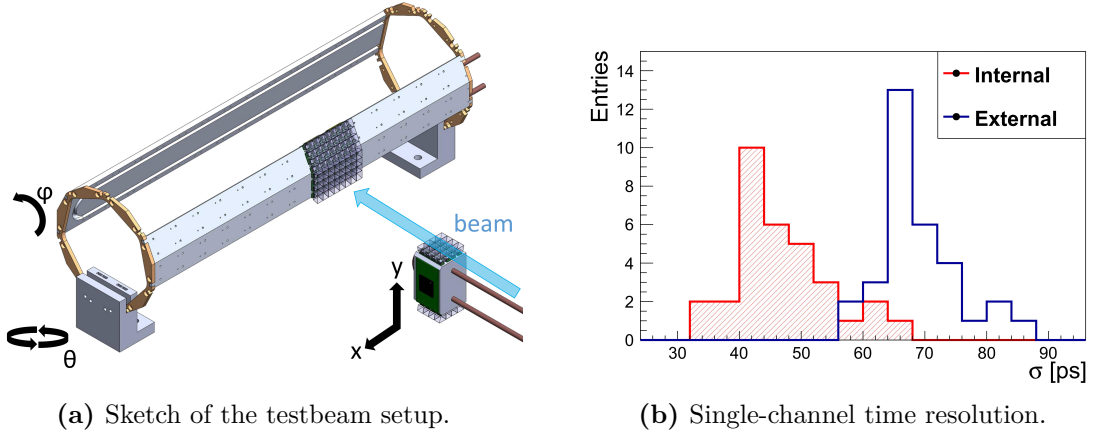 φ
θ
beam
y
x
Entries
14
12
10
8
6
4
2
0
Internal
External
30 40 50 60 70 80 90
σ [ps]
(a) Sketch of the testbeam setup.
(b) Single-channel time resolution.